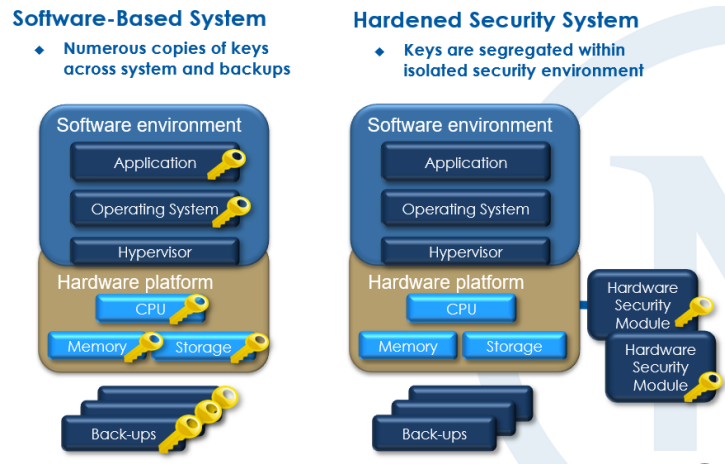 Software-Based System
Numerous copies of keys
across system and backups
Software environment
Application
Operating System
Hypervisor
Hardware platform
CPU
Memory
Storage
Back-ups
Hardened Security System
Keys are segregated within
isolated security environment
Software environment
Application
Operating System
Hypervisor
Hardware platform
CPU
Memory
Storage
Back-ups
Hardware
Security
Module
Hardware
Security
Module